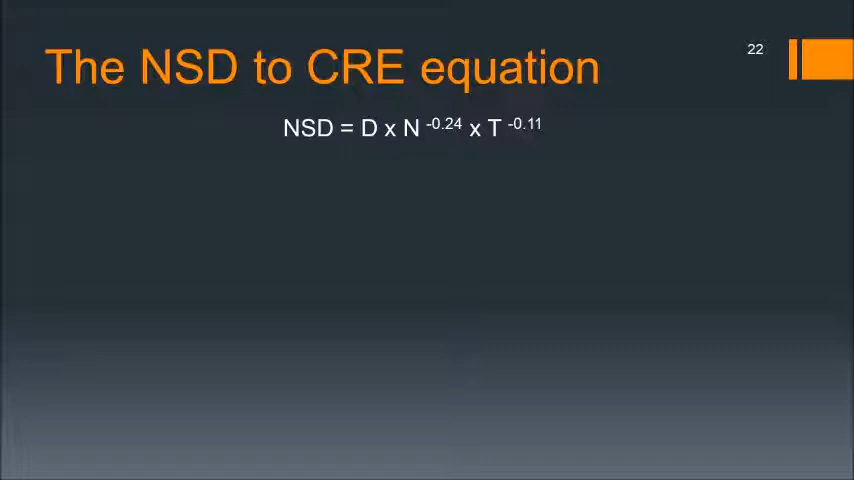 22
The NSD to CRE equation
NSD = D x N -0.24 x T -0.11